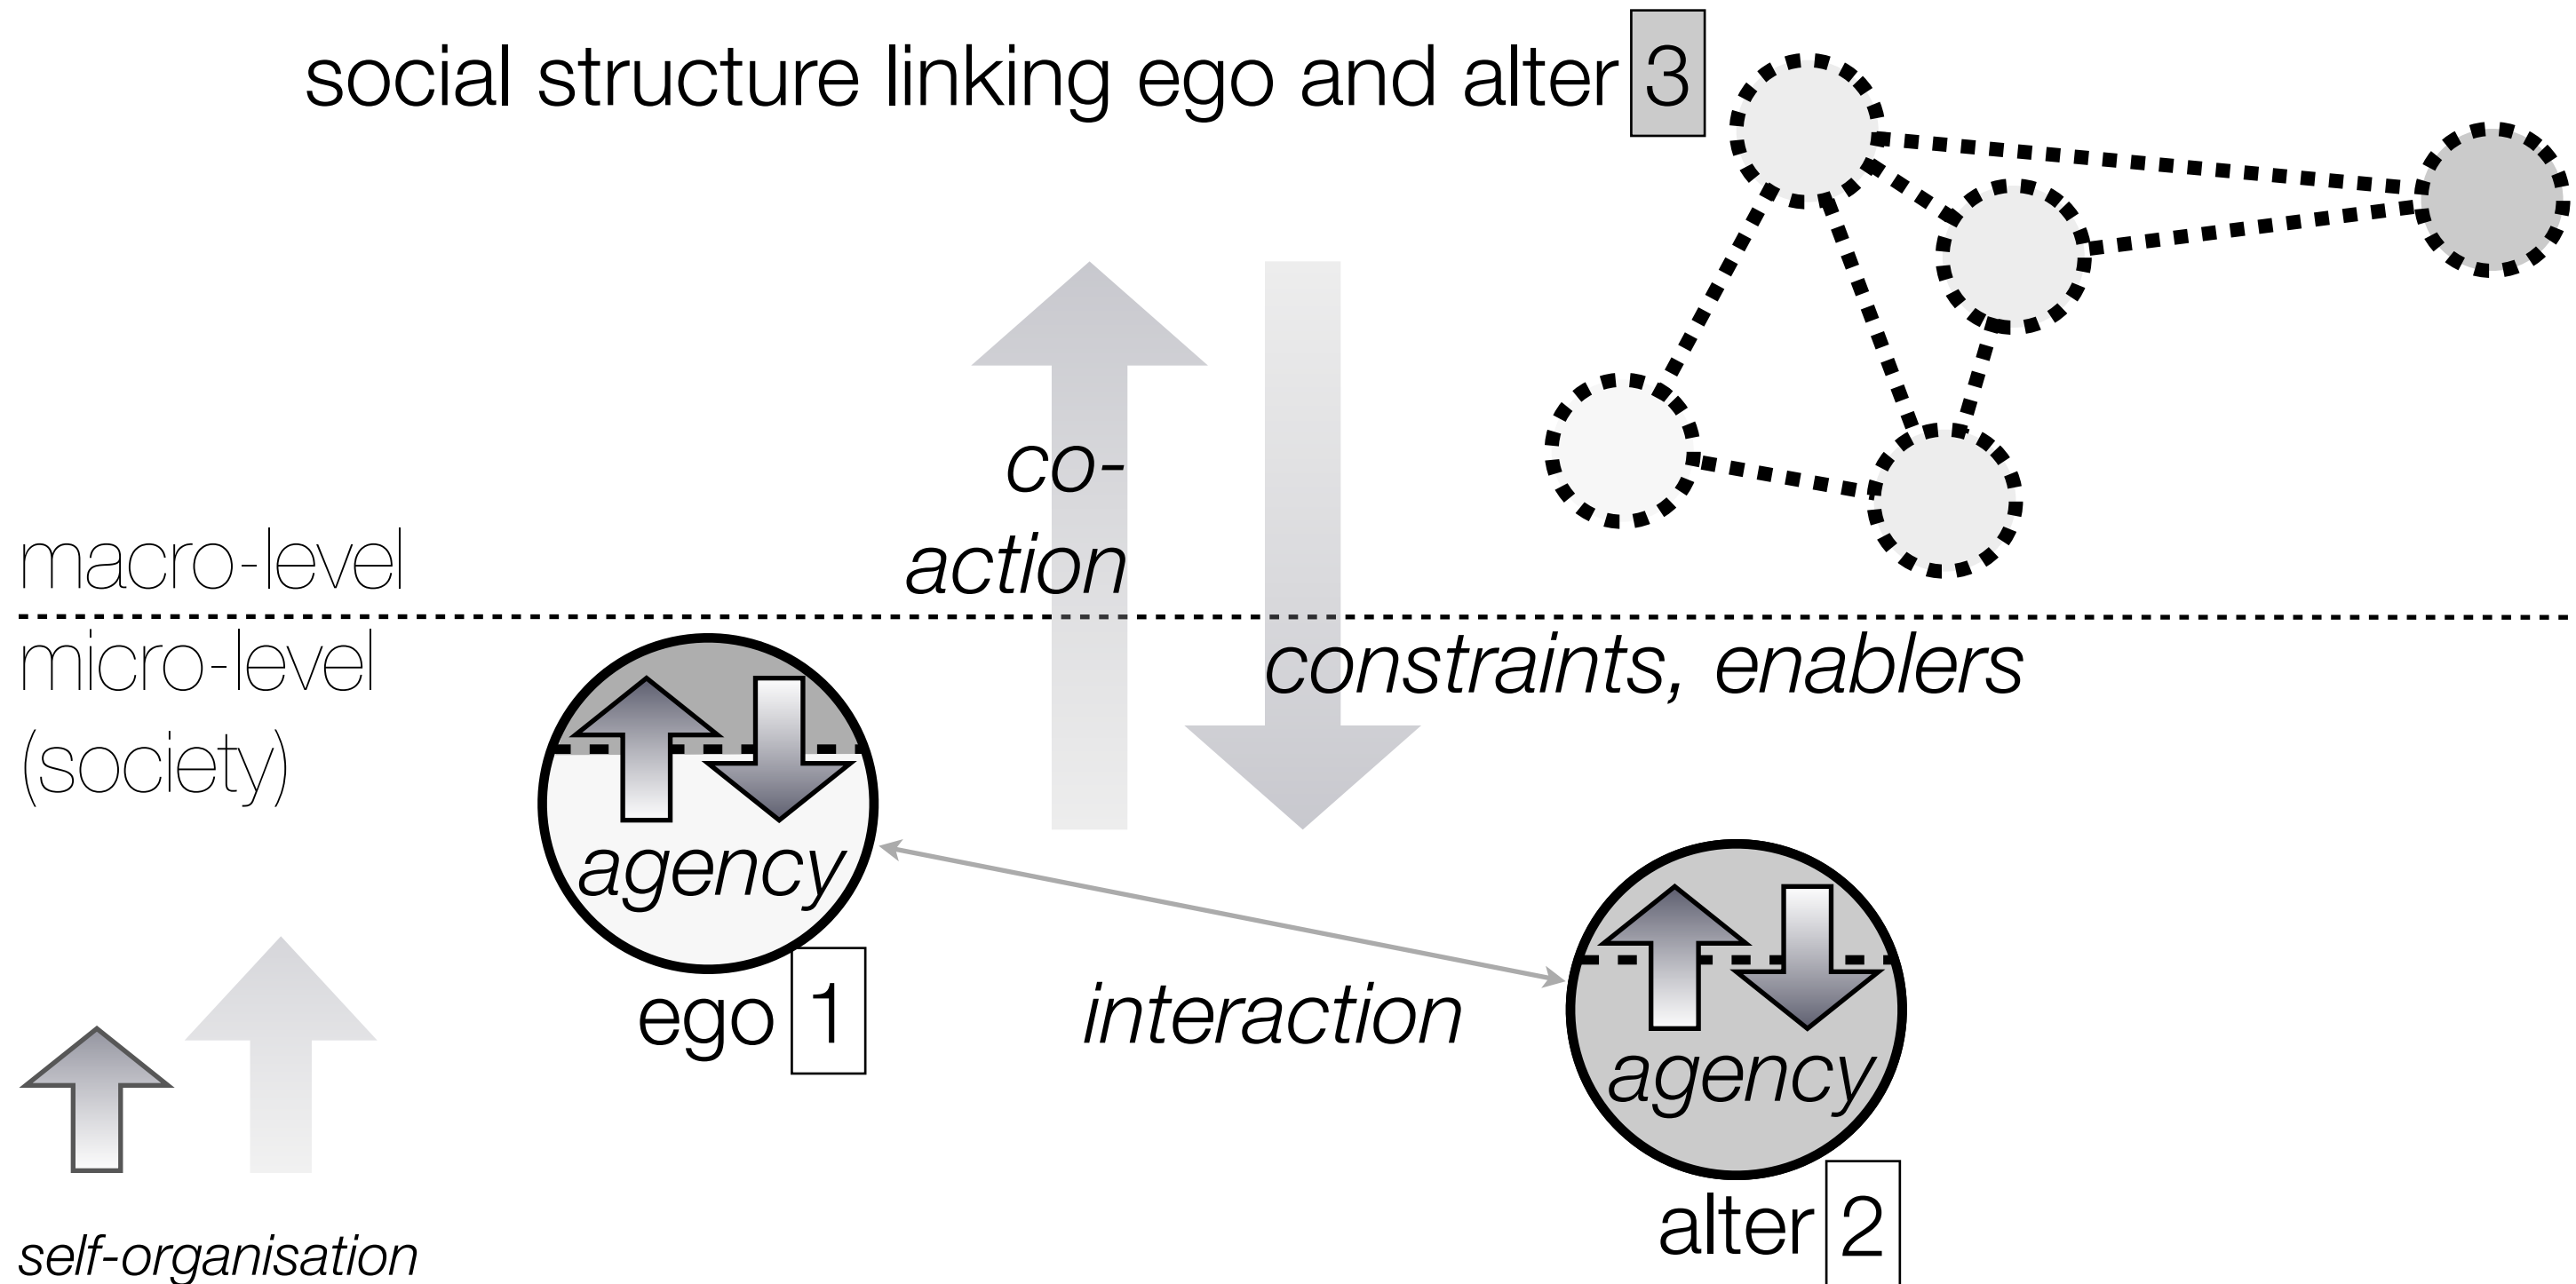 social structure linking ego and alter 3
co-
action
macro-level
micro-level
(society)
constraints, enablers
agency
ego 1
interaction
agency
alter 2
self-organisation